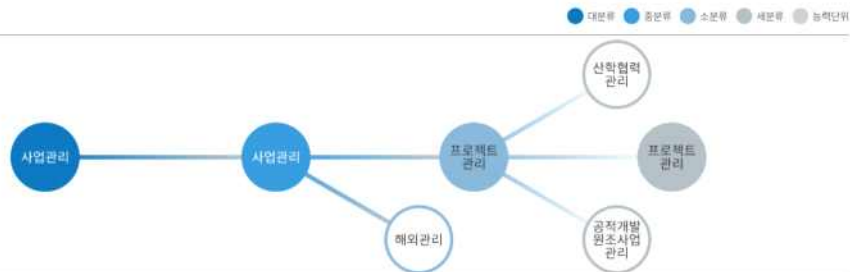 대분류 중분류 소분류 세분류 능력단위
산학협력
관리
사업관리
사업관리
프로젝트
관리
프로젝트
관리
해외관리
공적개발
원조사업
관리